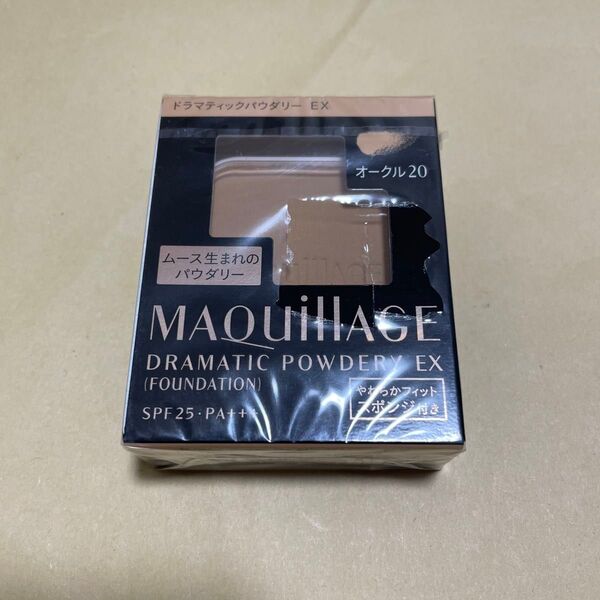 ドラマティックパウダリー EX
オークル20
ムース生まれの
パウダリー
MAQuillAGE
DRAMATIC POWDERY EX
(FOUNDATION)
やわらかフィット
スポンジ付き
SPF25・PA+++